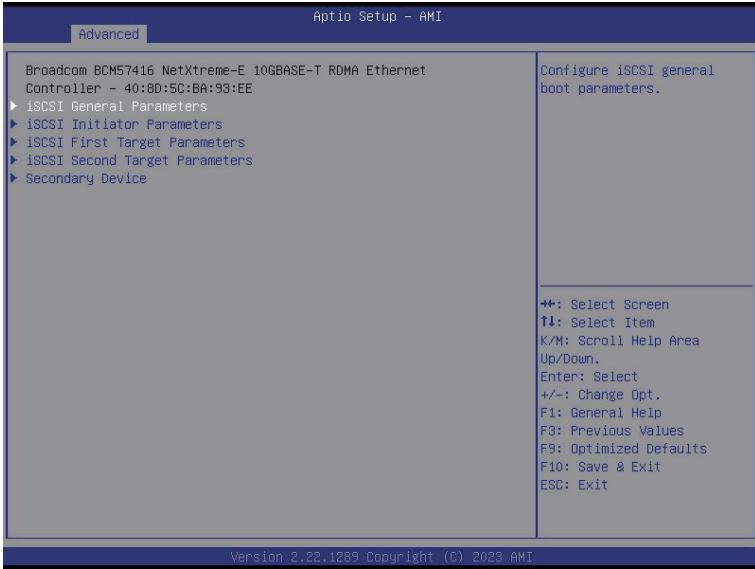 Aptio Setup – AMI
Advanced
Broadcom BCM57416 NetXtreme-E 10GBASE-T RDMA Ethernet
Controller – 40:8D:5C:BA:93:EE
iSCSI General Parameters
iSCSI Initiator Parameters
iSCSI First Target Parameters
iSCSI Second Target Parameters
Secondary Device
Configure iSCSI general
boot parameters.
→←: Select Screen
↑↓: Select Item
K/M: Scroll Help Area
Up/Down.
Enter: Select
+/-: Change Opt.
F1: General Help
F3: Previous Values
F9: Optimized Defaults
F10: Save & Exit
ESC: Exit
Version 2.22.1289 Copyright (C) 2023 AMI